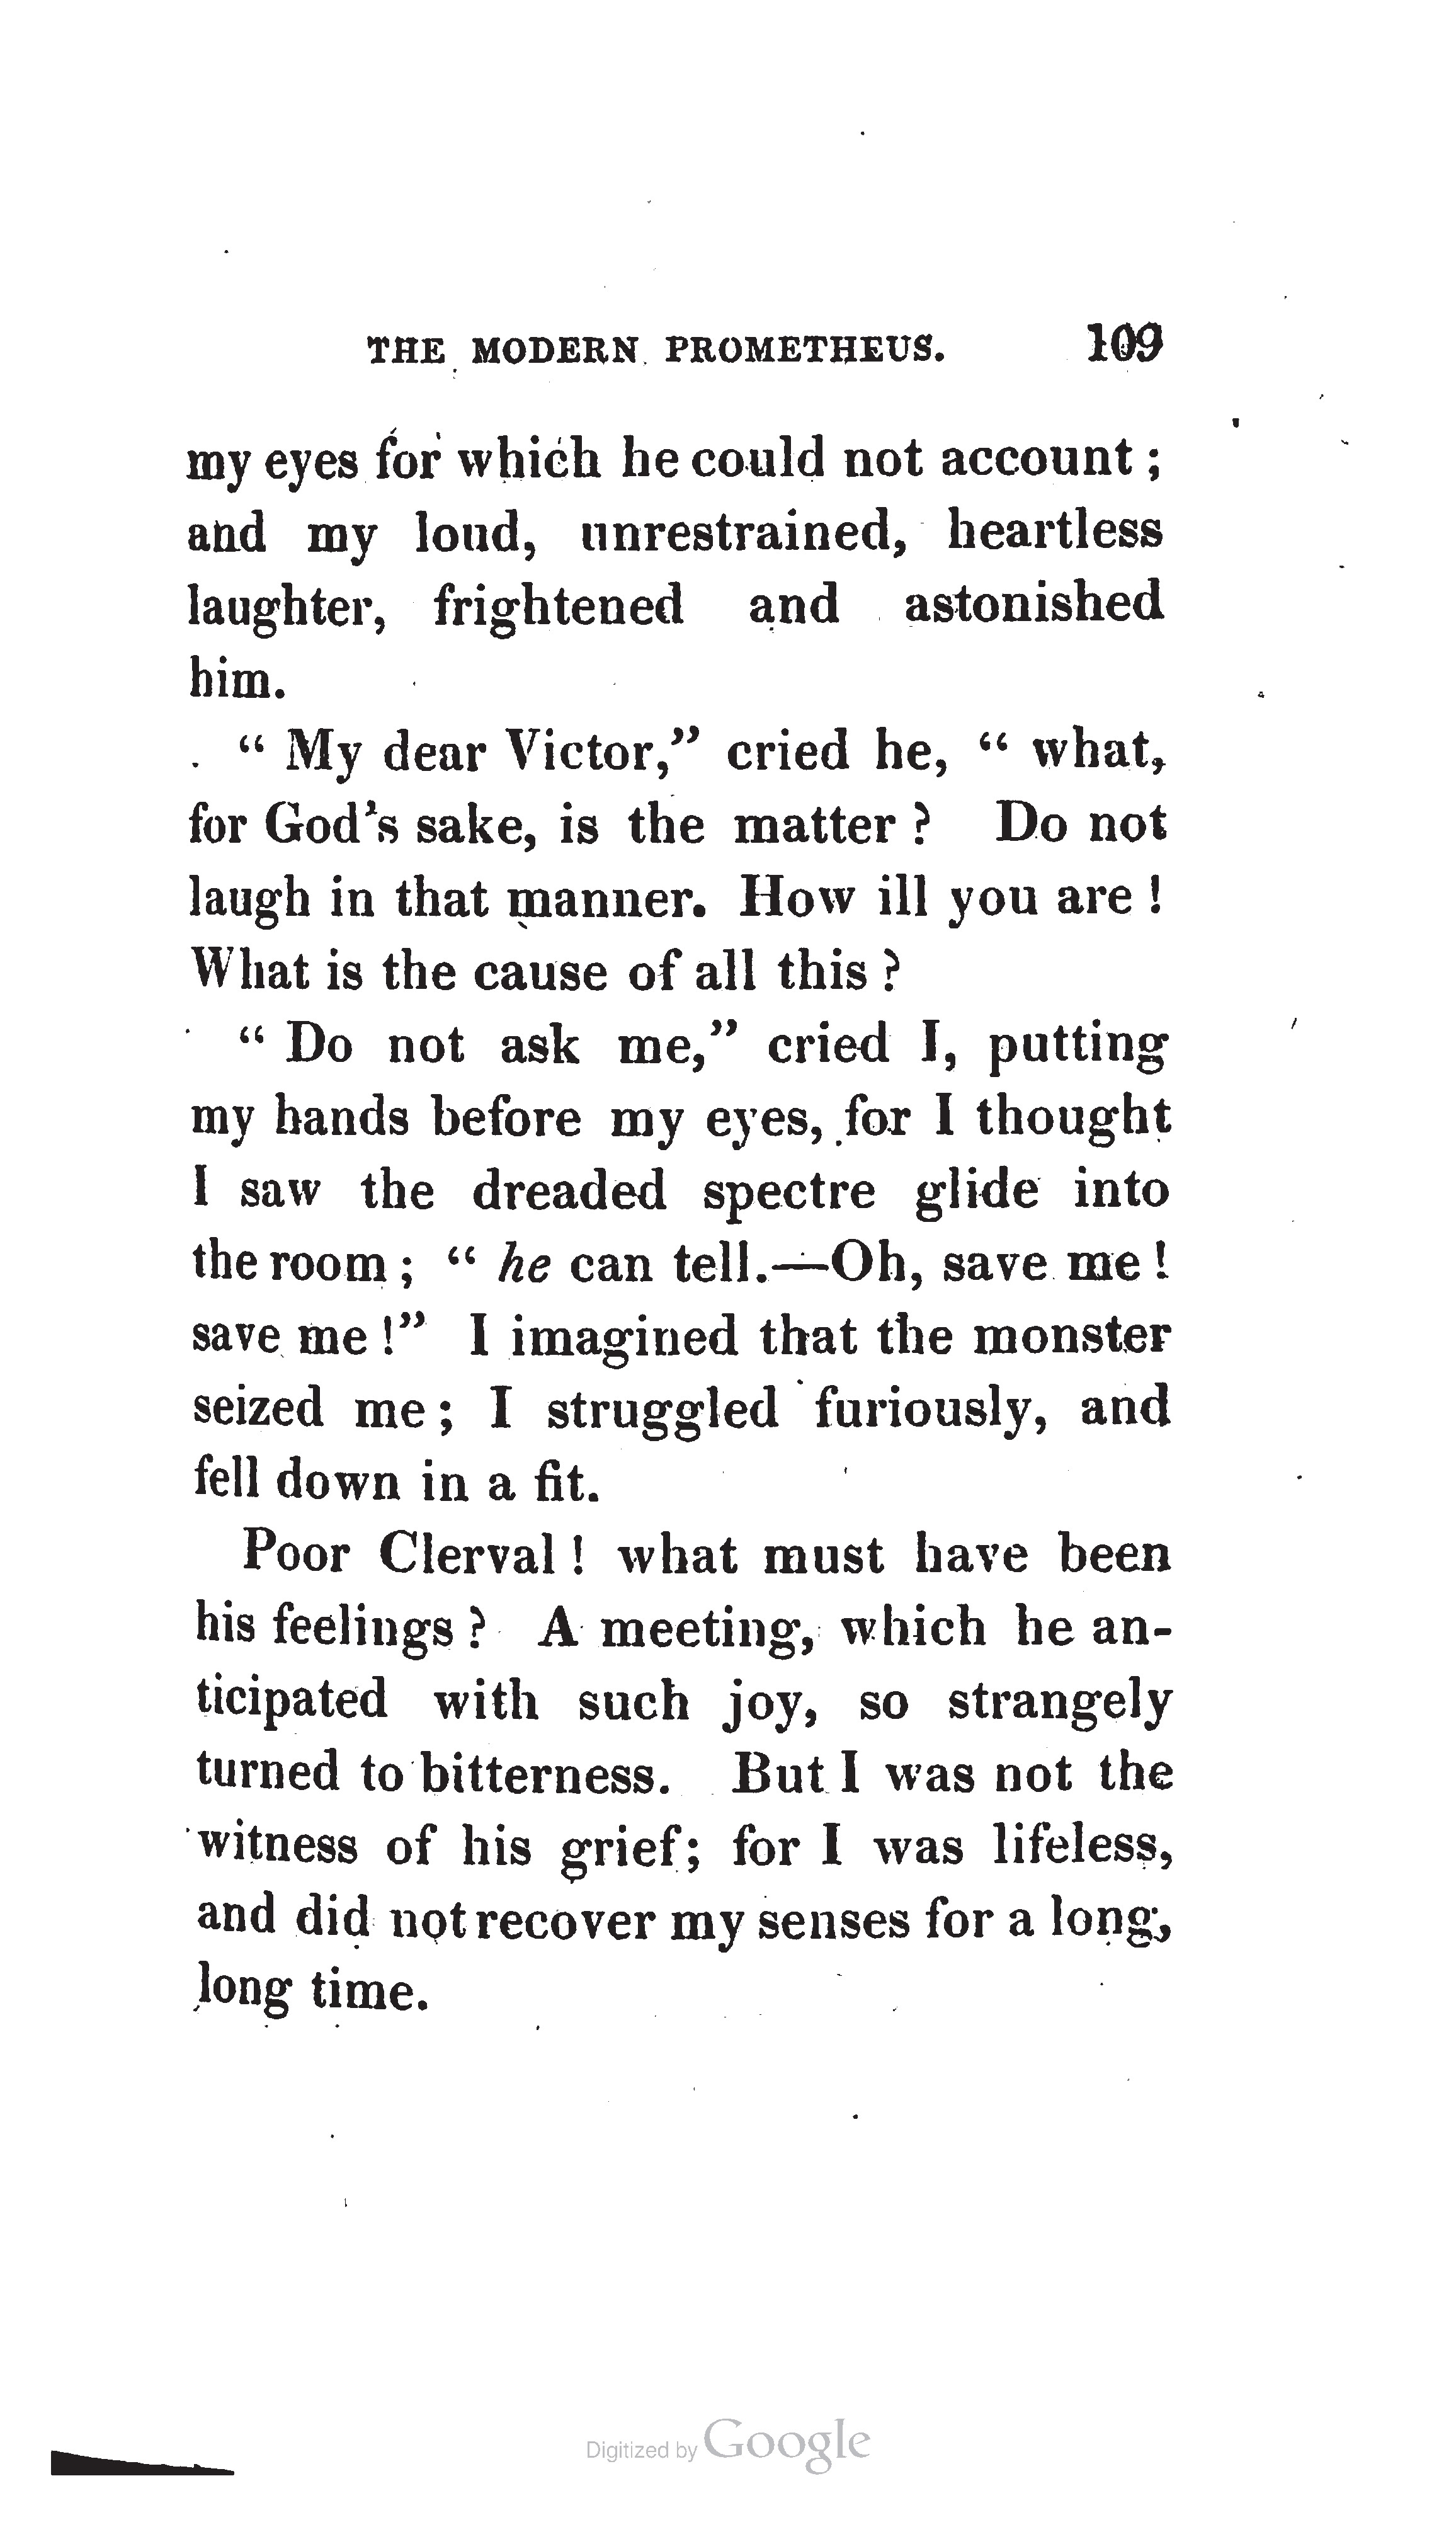 THE MODERN PROMETHEUS. 109
my eyes for which he could not account ;
and my loud, unrestrained, heartless
laughter, frightened and astonished
him.
“ My dear Victor,” cried he, “ what,
for God's sake, is the matter ? Do not
laugh in that manner. How ill you are !
What is the cause of all this ?
“ Do not ask me,” cried I, putting
my hands before my eyes, for I thought
I saw the dreaded spectre glide into
the room ; “ he can tell.—Oh, save me !
save me !” I imagined that the monster
seized me ; I struggled furiously, and
fell down in a fit.
Poor Clerval ! what must have been
his feelings ? A meeting, which he an-
ticipated with such joy, so strangely
turned to bitterness. But I was not the
witness of his grief; for I was lifeless,
and did not recover my senses for a long,
long time.
Digitized by Google